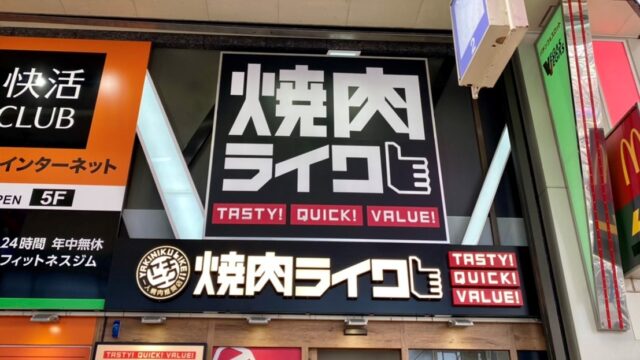 快活
CLUB
インターネット
5F
24時間 年中無休
フィットネスジム
焼肉
ライク
TASTY! QUICK! VALUE!
YAKINIKU LIKE
焼肉ライク
TASTY!
QUICK!
VALUE!
TASTY! QUICK! VALUE!